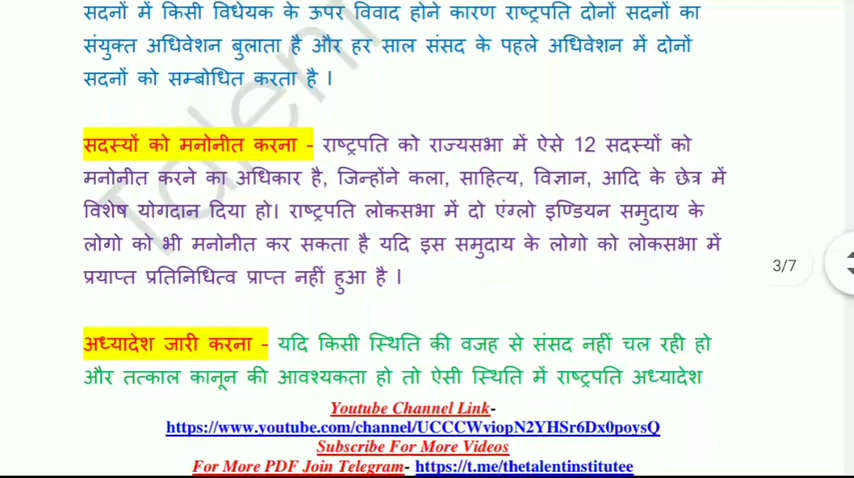 सदनों में किसी विधेयक के ऊपर विवाद होने कारण राष्ट्रपति दोनों सदनों का
संयुक्त अधिवेशन बुलाता है और हर साल संसद के पहले अधिवेशन में दोनों
सदनों को सम्बोधित करता है ।
सदस्यों को मनोनीत करना - राष्ट्रपति को राज्यसभा में ऐसे 12 सदस्यों को
मनोनीत करने का अधिकार है, जिन्होंने कला, साहित्य, विज्ञान, आदि के छेत्र में
विशेष योगदान दिया हो। राष्ट्रपति लोकसभा में दो एंग्लो इण्डियन समुदाय के
लोगो को भी मनोनीत कर सकता है यदि इस समुदाय के लोगो को लोकसभा में
प्रयाप्त प्रतिनिधित्व प्राप्त नहीं हुआ है ।
3/7
अध्यादेश जारी करना - यदि किसी स्थिति की वजह से संसद नहीं चल रही हो
और तत्काल कानून की आवश्यकता हो तो ऐसी स्थिति में राष्ट्रपति अध्यादेश
Youtube Channel Link-
https://www.youtube.com/channel/UCCCWviopN2YHSr6Dx0poysQ
Subscribe For More Videos
For More PDF Join Telegram- https://t.me/thetalentinstitutee
Talent